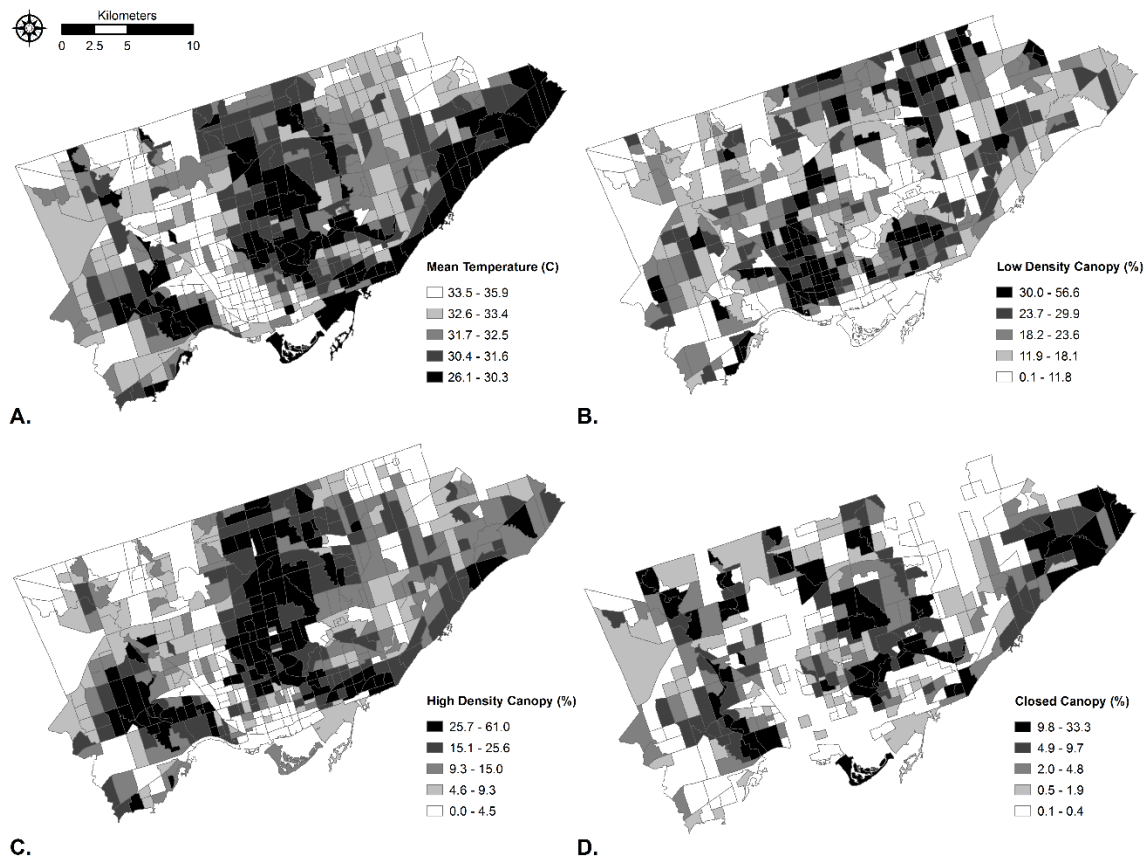 Kilometers
0 2.5 5 10
Mean Temperature (C)
33.5 - 35.9
32.6 - 33.4
31.7 - 32.5
30.4 - 31.6
26.1 - 30.3
A.
Low Density Canopy (%)
30.0 - 56.6
23.7 - 29.9
18.2 - 23.6
11.9 - 18.1
0.1 - 11.8
B.
High Density Canopy (%)
25.7 - 61.0
15.1 - 25.6
9.3 - 15.0
4.6 - 9.3
0.0 - 4.5
C.
Closed Canopy (%)
9.8 - 33.3
4.9 - 9.7
2.0 - 4.8
0.5 - 1.9
0.1 - 0.4
D.